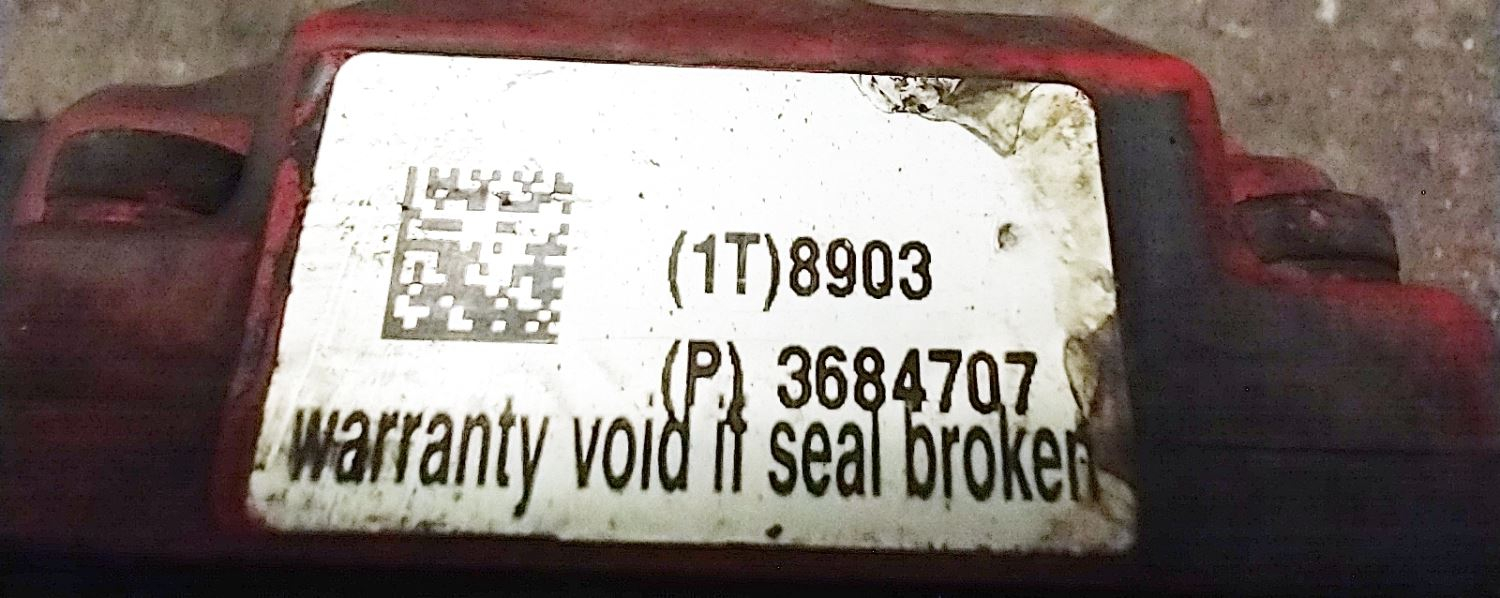 (1T)8903
(P) 3684707
warranty void if seal broken